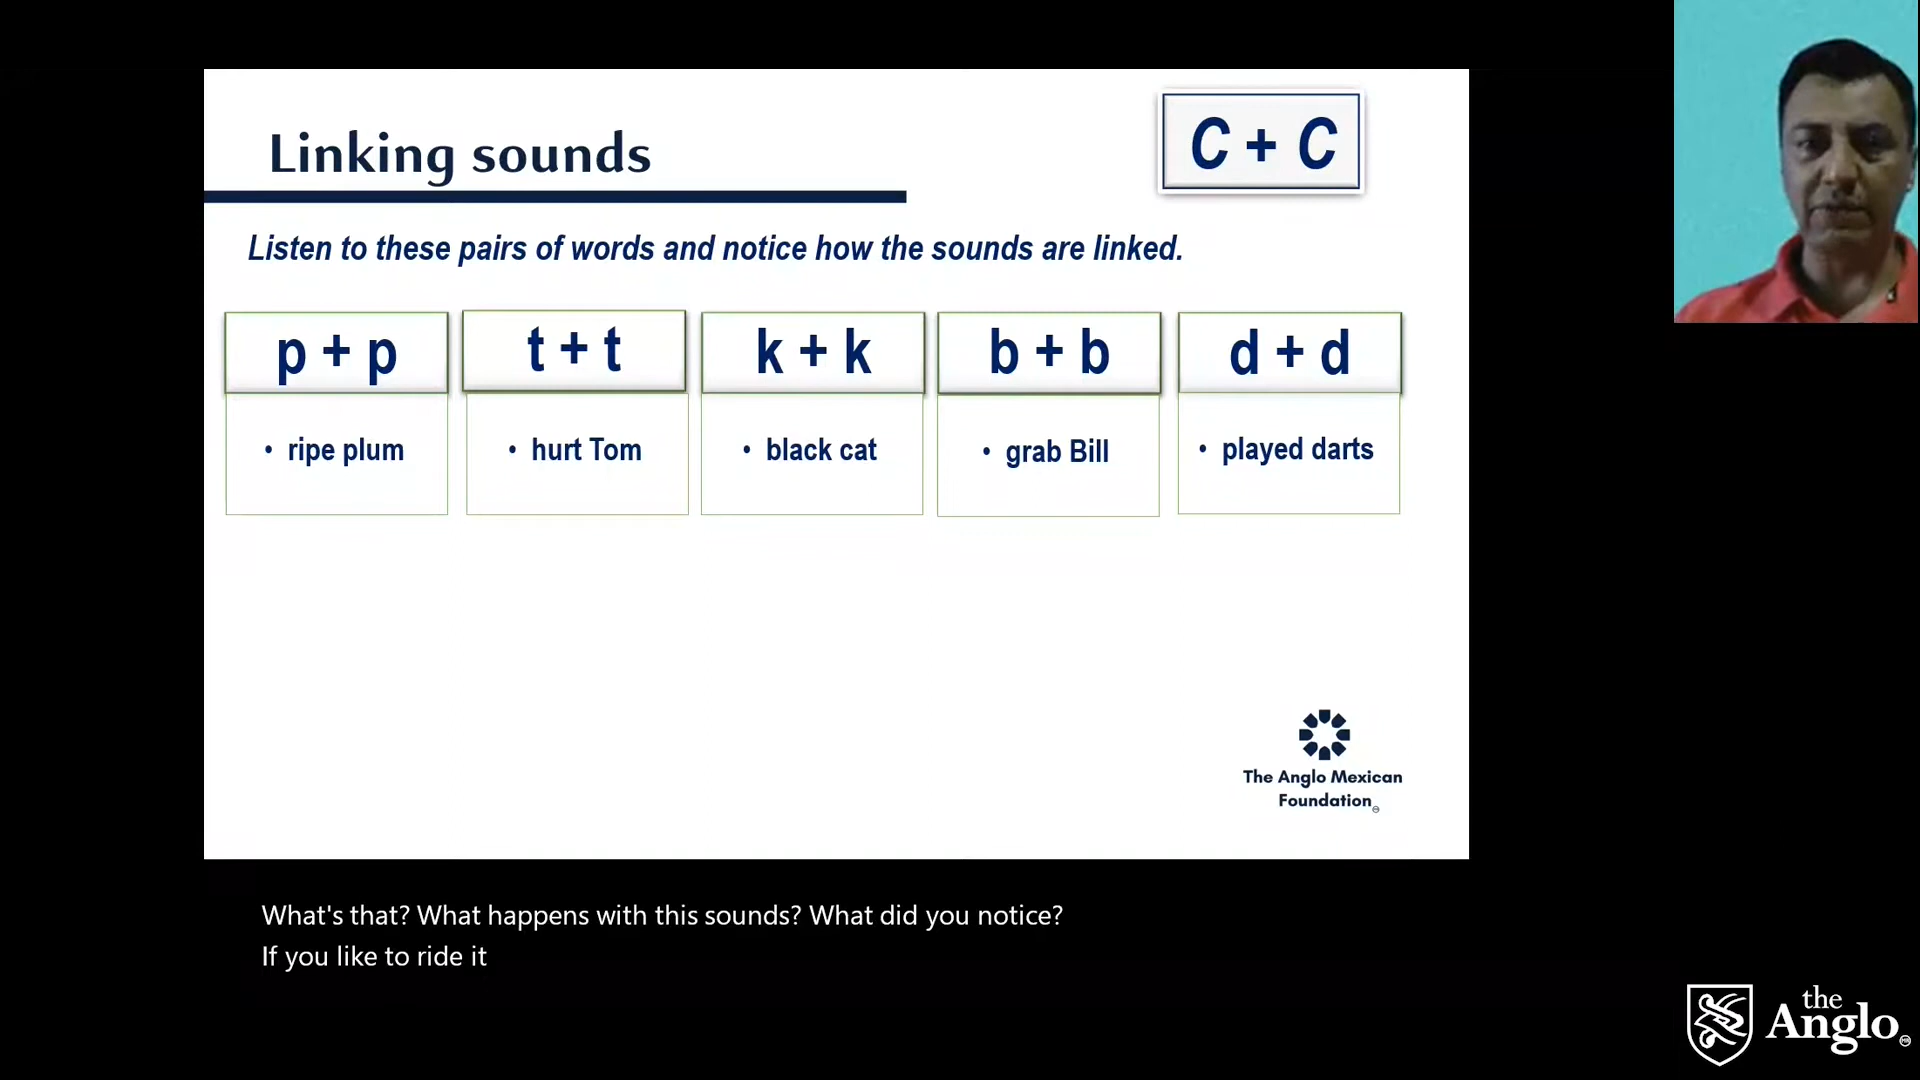 Linking sounds
C + C
Listen to these pairs of words and notice how the sounds are linked.
p + p
t + t
k + k
b + b
d + d
• ripe plum
• hurt Tom
• black cat
• grab Bill
• played darts
The Anglo Mexican
Foundation
What's that? What happens with this sounds? What did you notice?
If you like to ride it
the
Anglo